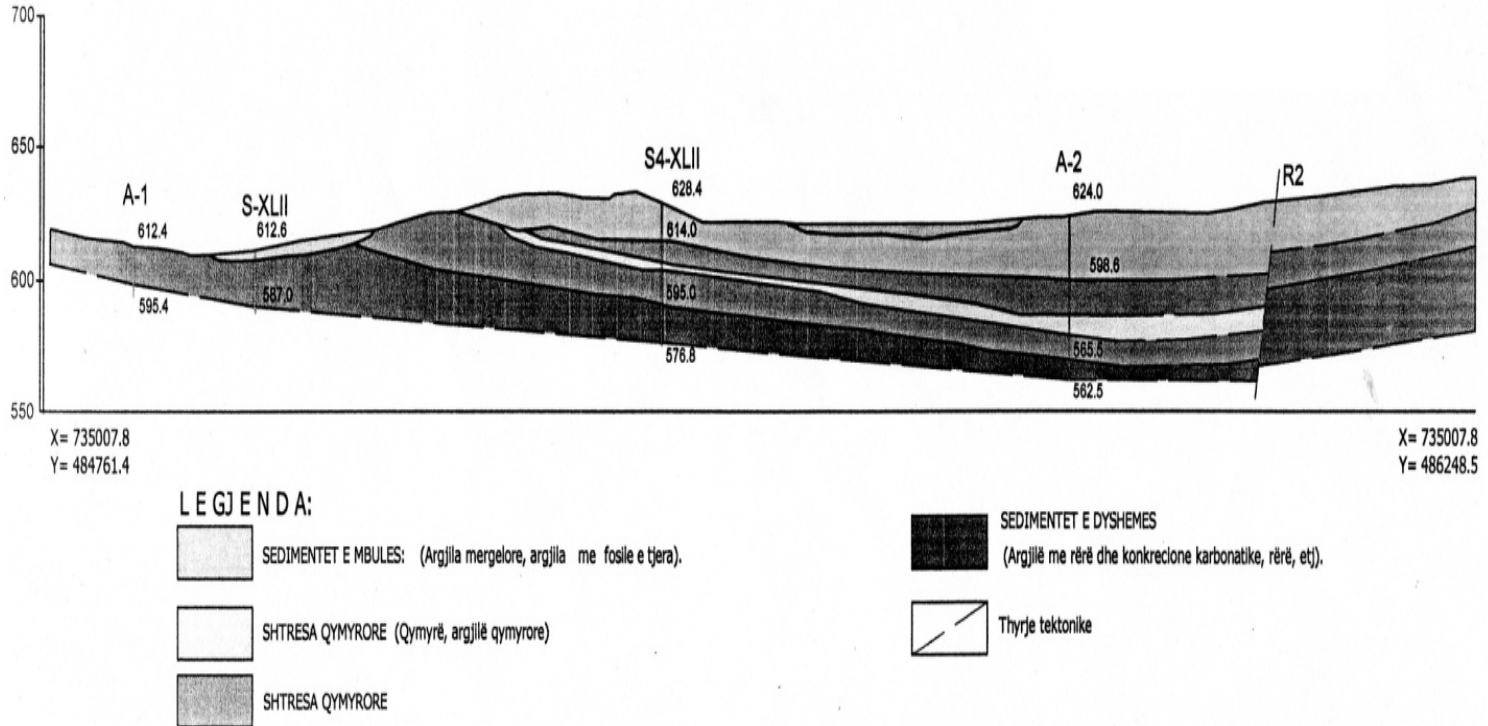 700
650
600
550
A-1
612.4
595.4
S-XLII
612.6
587.0
S4-XLII
628.4
614.0
595.0
576.8
A-2
624.0
598.6
565.5
562.5
R2
X= 735007.8
Y= 484761.4
X= 735007.8
Y= 486248.5
LEGJENDA:
SEDIMENTET E MBULES: (Argjila mergelore, argjila me fosile e tjera).
SHTRESA QYMYRORE (Qymyrë, argjilë qymyrore)
SHTRESA QYMYRORE
SEDIMENTET E DYSHEMES
(Argjilë me rërë dhe konkrecione karbonatike, rërë, etj).
Thyrje tektonike